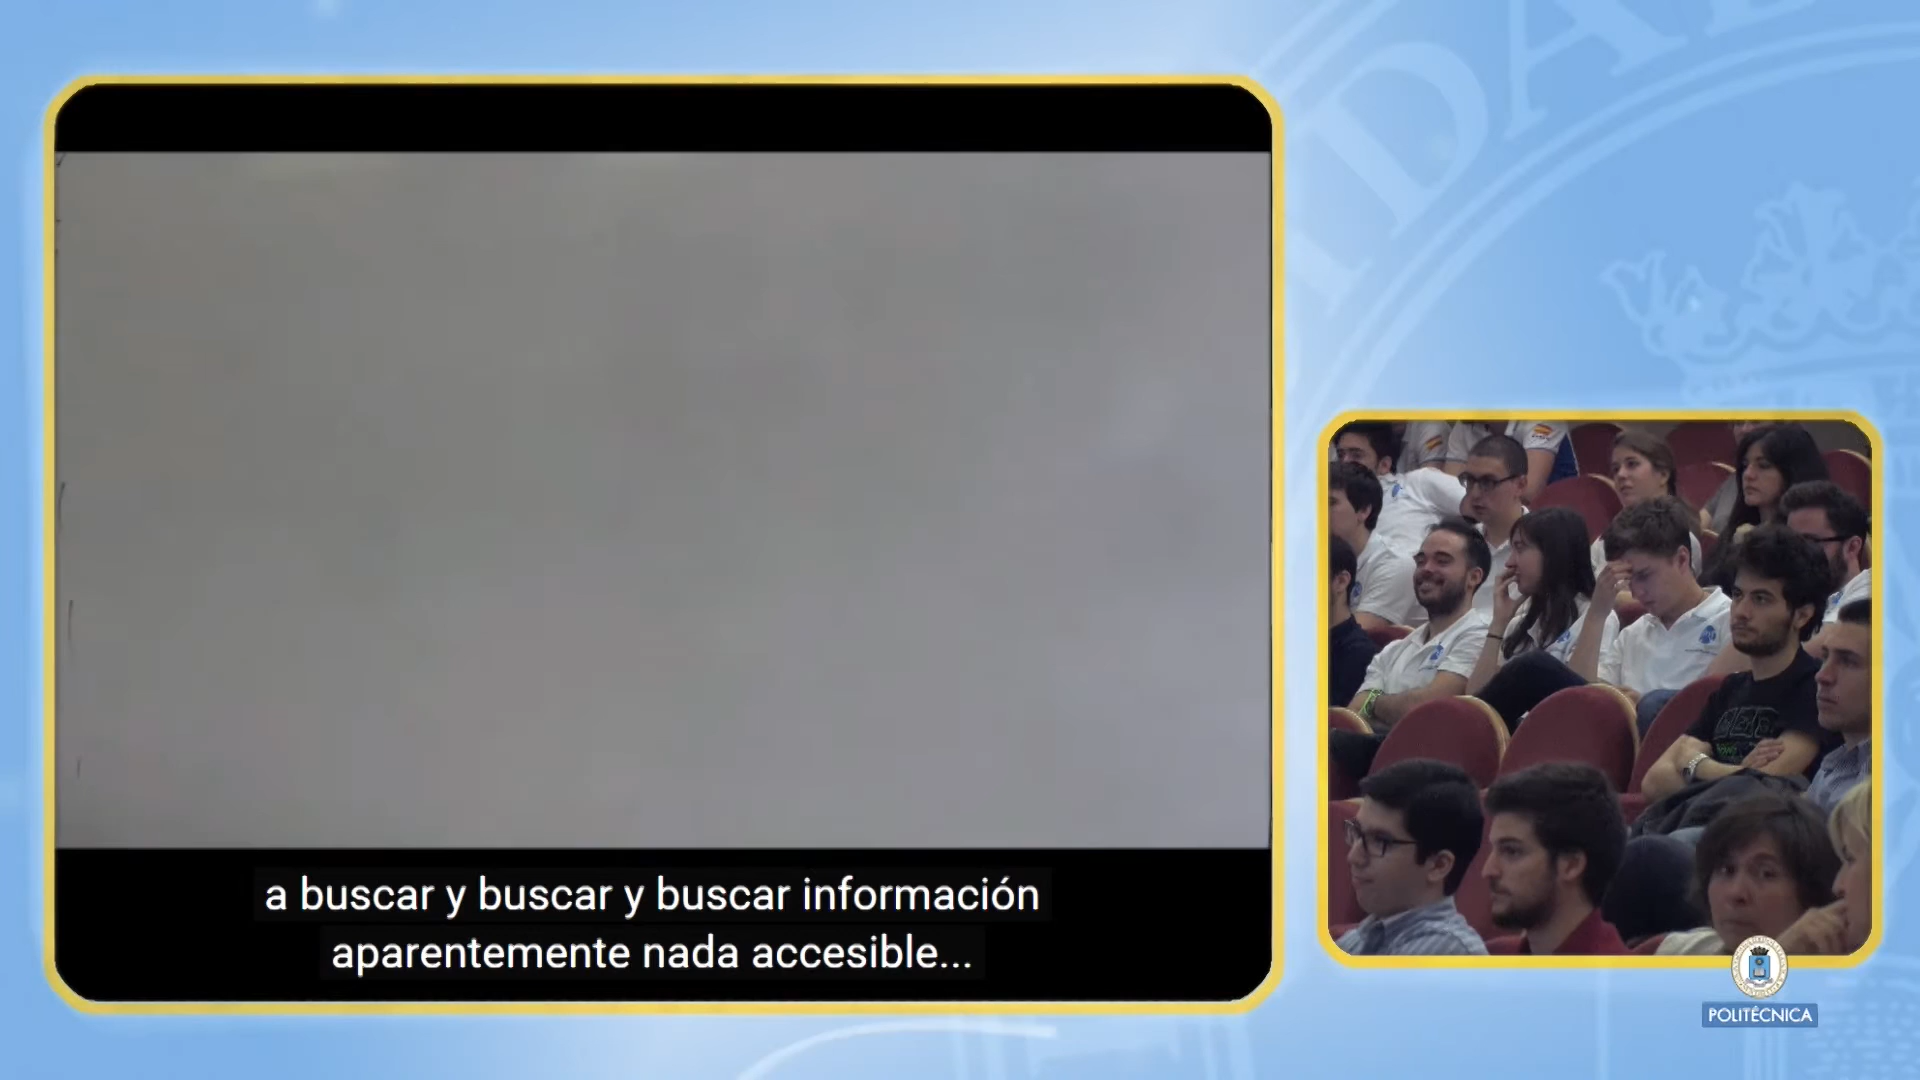 a buscar y buscar y buscar información
aparentemente nada accesible...
POLITÉCNICA